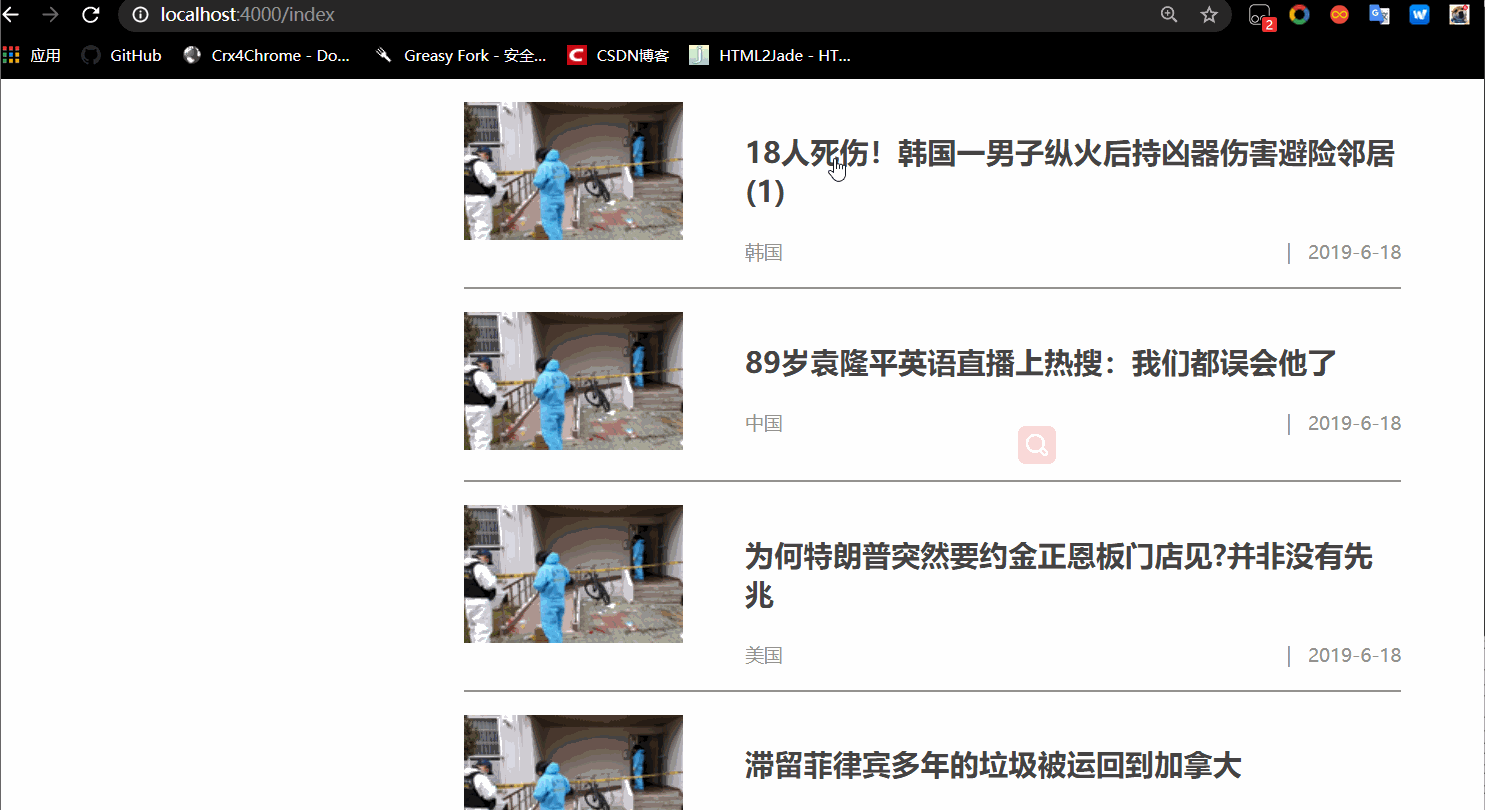 localhost:4000/index
2
应用 GitHub Crx4Chrome - Do... Greasy Fork - 安全... CSDN博客 HTML2Jade - HT...
18人死伤！韩国一男子纵火后持凶器伤害避险邻居
(1)
韩国 | 2019-6-18
89岁袁隆平英语直播上热搜：我们都误会他了
中国 | 2019-6-18
为何特朗普突然要约金正恩板门店见?并非没有先
兆
美国 | 2019-6-18
滞留菲律宾多年的垃圾被运回到加拿大